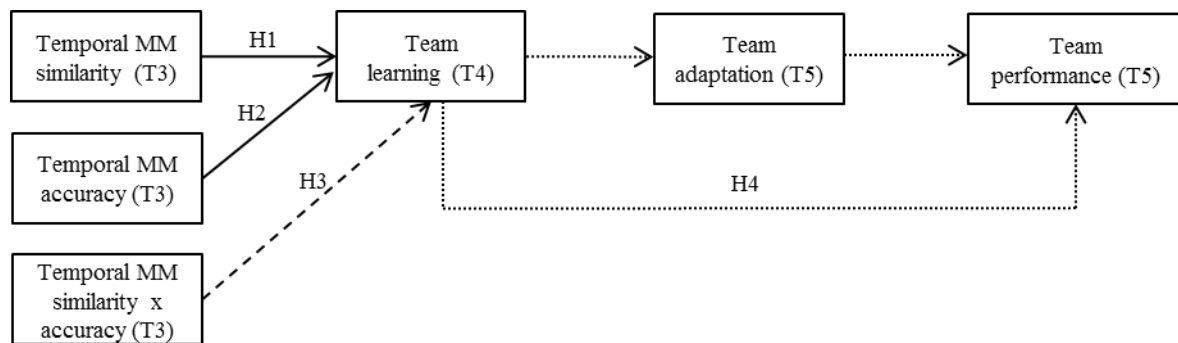 Temporal MM
similarity (T3)
H1
Team
learning (T4)
Team
adaptation (T5)
Team
performance (T5)
H2
Temporal MM
accuracy (T3)
H3
H4
Temporal MM
similarity x
accuracy (T3)